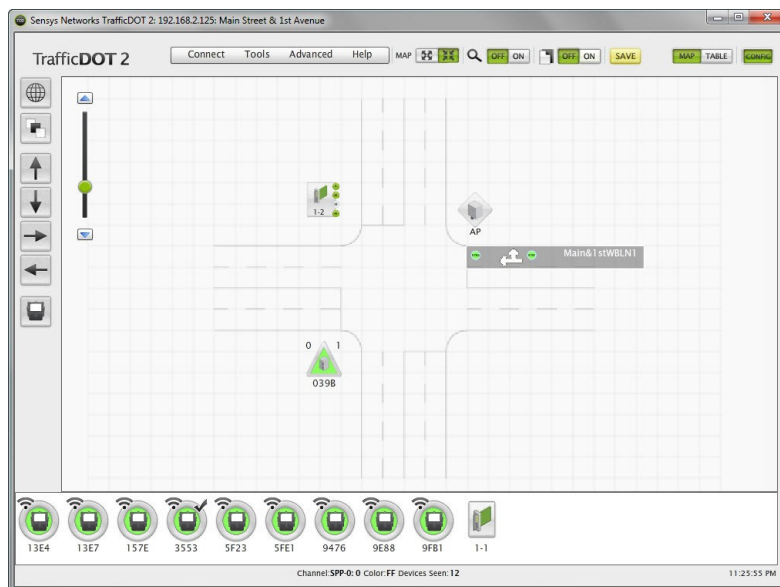 Sensys Networks TrafficDOT 2: 192.168.2.125: Main Street & 1st Avenue
TrafficDOT 2
Connect Tools Advanced Help MAP OFF ON OFF ON SAVE MAP TABLE CONFIG
1-2
AP
Main&1stWBLN1
0 1
039B
13E4 13E7 157E 3553 5F23 5FE1 9476 9E88 9FB1 1-1
Channel:SPP-0: 0 Color:FF Devices Seen:12
11:25:55 PM